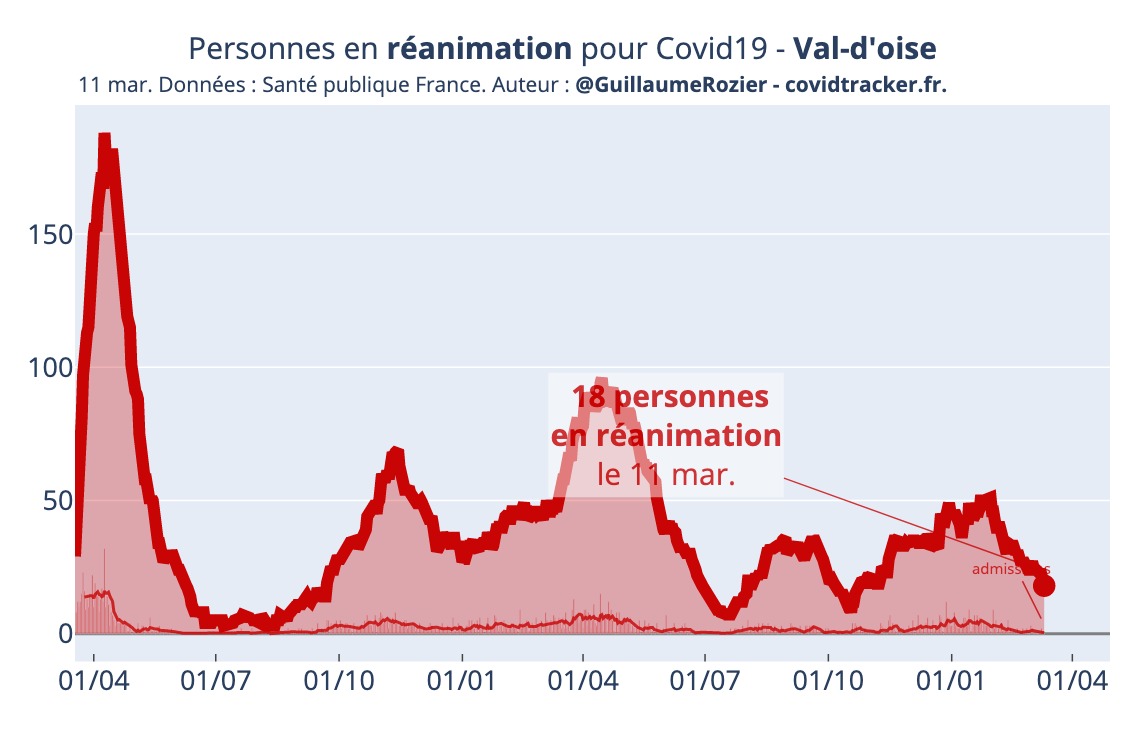 Personnes en réanimation pour Covid19 - Val-d'oise
11 mar. Données : Santé publique France. Auteur : @GuillaumeRozier - covidtracker.fr.
150
100
50
0
18 personnes
en réanimation
le 11 mar.
admissions
01/04 01/07 01/10 01/01 01/04 01/07 01/10 01/01 01/04